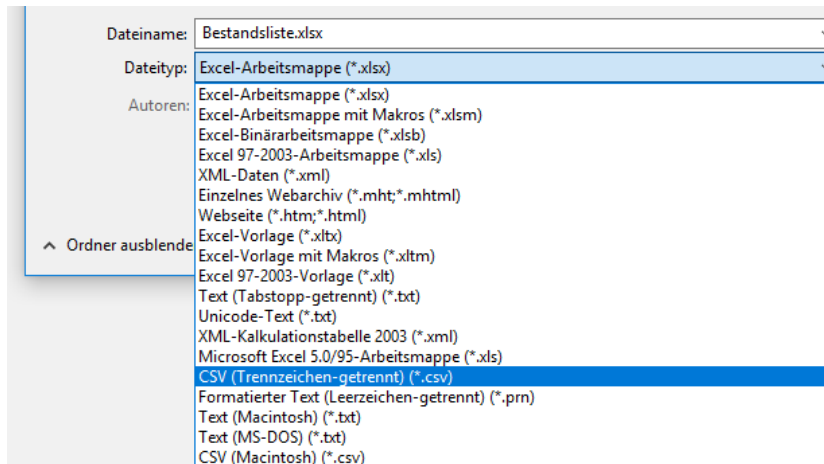 Dateiname: Bestandsliste.xlsx
Dateityp: Excel-Arbeitsmappe (*.xlsx)
Autoren:
Excel-Arbeitsmappe (*.xlsx)
Excel-Arbeitsmappe mit Makros (*.xlsm)
Excel-Binärarbeitsmappe (*.xlsb)
Excel 97-2003-Arbeitsmappe (*.xls)
XML-Daten (*.xml)
Einzelnes Webarchiv (*.mht;*.mhtml)
Webseite (*.htm;*.html)
Excel-Vorlage (*.xltx)
Ordner ausblende
Excel-Vorlage mit Makros (*.xltm)
Excel 97-2003-Vorlage (*.xlt)
Text (Tabstopp-getrennt) (*.txt)
Unicode-Text (*.txt)
XML-Kalkulationstabelle 2003 (*.xml)
Microsoft Excel 5.0/95-Arbeitsmappe (*.xls)
CSV (Trennzeichen-getrennt) (*.csv)
Formatierter Text (Leerzeichen-getrennt) (*.prn)
Text (Macintosh) (*.txt)
Text (MS-DOS) (*.txt)
CSV (Macintosh) (*.csv)